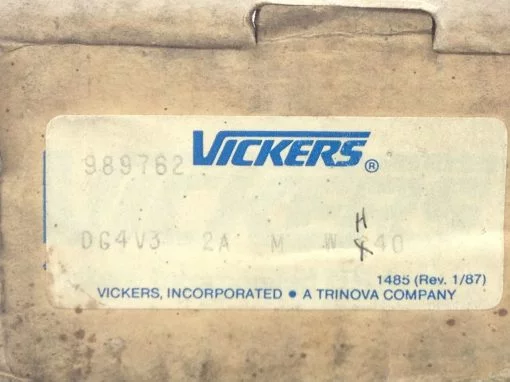 VICKERS®
989762
H
DG4V3 2A M W 40
1485 (Rev. 1/87)
VICKERS, INCORPORATED • A TRINOVA COMPANY